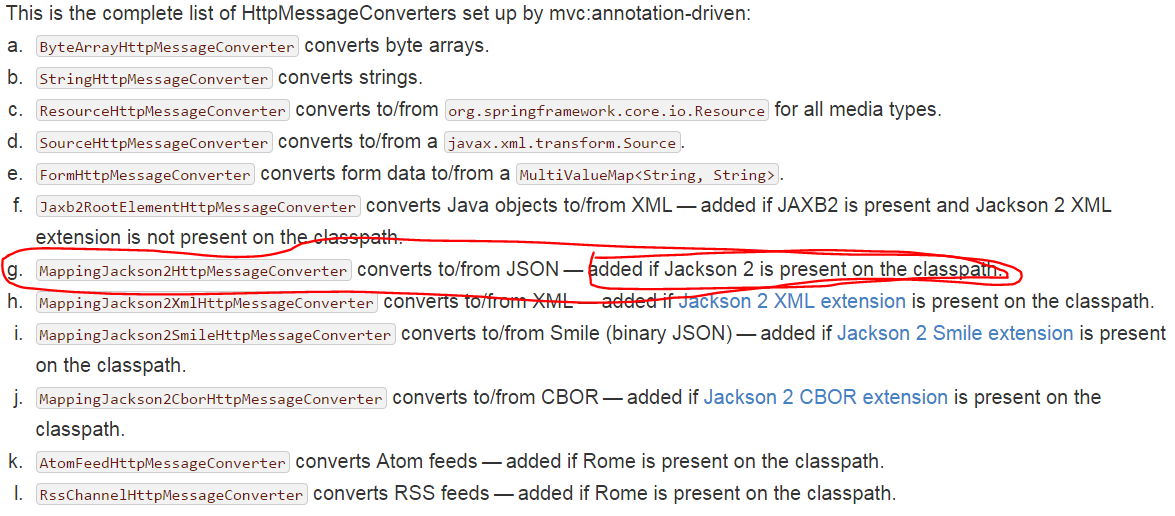 This is the complete list of HttpMessageConverters set up by mvc:annotation-driven:
a. ByteArrayHttpMessageConverter converts byte arrays.
b. StringHttpMessageConverter converts strings.
c. ResourceHttpMessageConverter converts to/from org.springframework.core.io.Resource for all media types.
d. SourceHttpMessageConverter converts to/from a javax.xml.transform.Source.
e. FormHttpMessageConverter converts form data to/from a MultiValueMap<String, String>.
f. Jaxb2RootElementHttpMessageConverter converts Java objects to/from XML — added if JAXB2 is present and Jackson 2 XML
extension is not present on the classpath.
g. MappingJackson2HttpMessageConverter converts to/from JSON — added if Jackson 2 is present on the classpath.
h. MappingJackson2XmlHttpMessageConverter converts to/from XML — added if Jackson 2 XML extension is present on the classpath.
i. MappingJackson2SmileHttpMessageConverter converts to/from Smile (binary JSON) — added if Jackson 2 Smile extension is present
on the classpath.
j. MappingJackson2CborHttpMessageConverter converts to/from CBOR — added if Jackson 2 CBOR extension is present on the
classpath.
k. AtomFeedHttpMessageConverter converts Atom feeds — added if Rome is present on the classpath.
l. RssChannelHttpMessageConverter converts RSS feeds — added if Rome is present on the classpath.